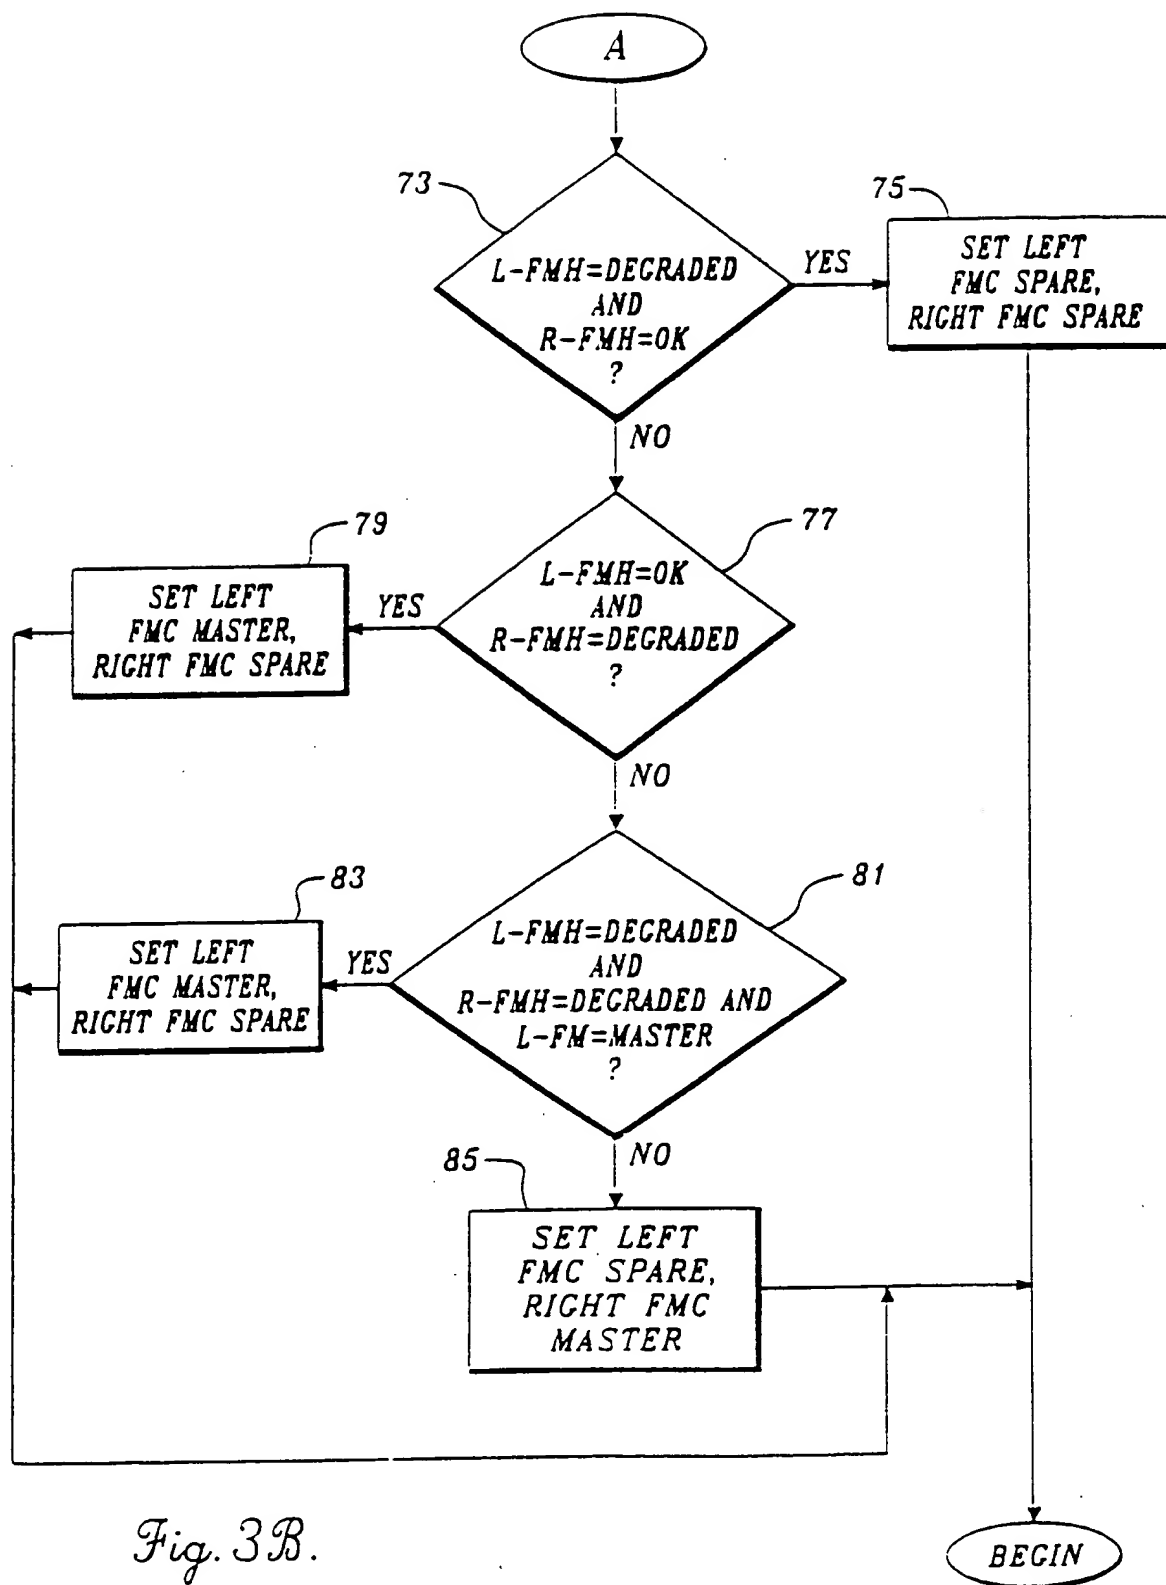 A
73
L-FMH=DEGRADED
AND
R-FMH=OK
?
YES
75
SET LEFT
FMC SPARE,
RIGHT FMC SPARE
NO
77
L-FMH=OK
AND
R-FMH=DEGRADED
?
YES
79
SET LEFT
FMC MASTER,
RIGHT FMC SPARE
NO
81
L-FMH=DEGRADED
AND
R-FMH=DEGRADED AND
L-FM=MASTER
?
YES
83
SET LEFT
FMC MASTER,
RIGHT FMC SPARE
NO
85
SET LEFT
FMC SPARE,
RIGHT FMC
MASTER
BEGIN
Fig. 3B.